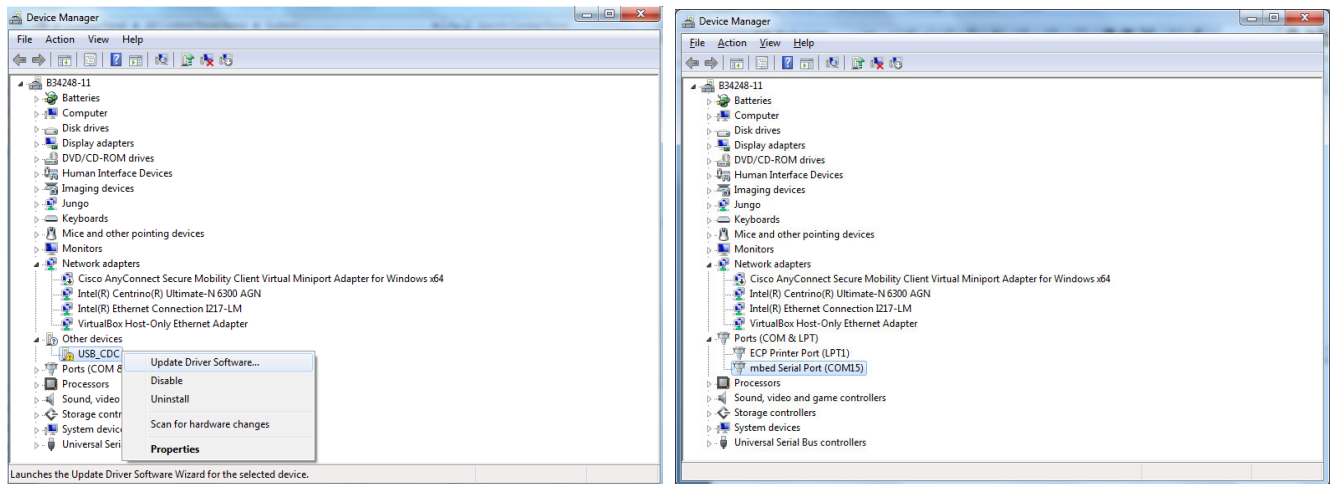 Device Manager
File Action View Help
B34248-11
Batteries
Computer
Disk drives
Display adapters
DVD/CD-ROM drives
Human Interface Devices
Imaging devices
Jungo
Keyboards
Mice and other pointing devices
Monitors
Network adapters
Cisco AnyConnect Secure Mobility Client Virtual Miniport Adapter for Windows x64
Intel(R) Centrino(R) Ultimate-N 6300 AGN
Intel(R) Ethernet Connection I217-LM
VirtualBox Host-Only Ethernet Adapter
Other devices
USB_CDC
Ports (COM &
Processors
Sound, video
Storage contr
System device
Universal Seri
Update Driver Software...
Disable
Uninstall
Scan for hardware changes
Properties
Launches the Update Driver Software Wizard for the selected device.
Device Manager
File Action View Help
B34248-11
Batteries
Computer
Disk drives
Display adapters
DVD/CD-ROM drives
Human Interface Devices
Imaging devices
Jungo
Keyboards
Mice and other pointing devices
Monitors
Network adapters
Cisco AnyConnect Secure Mobility Client Virtual Miniport Adapter for Windows x64
Intel(R) Centrino(R) Ultimate-N 6300 AGN
Intel(R) Ethernet Connection I217-LM
VirtualBox Host-Only Ethernet Adapter
Ports (COM & LPT)
ECP Printer Port (LPT1)
mbed Serial Port (COM15)
Processors
Sound, video and game controllers
Storage controllers
System devices
Universal Serial Bus controllers